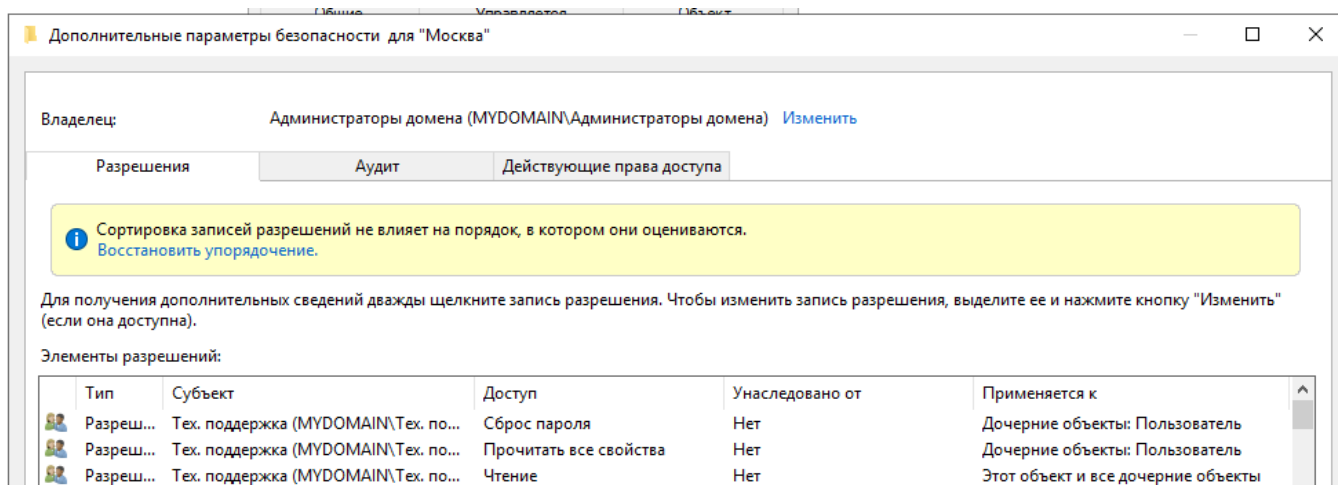 Общие Управляется Объект
Дополнительные параметры безопасности для "Москва"
Владелец: Администраторы домена (MYDOMAIN\Администраторы домена) Изменить
Разрешения Аудит Действующие права доступа
Сортировка записей разрешений не влияет на порядок, в котором они оцениваются.
Восстановить упорядочение.
Для получения дополнительных сведений дважды щелкните запись разрешения. Чтобы изменить запись разрешения, выделите ее и нажмите кнопку "Изменить"
(если она доступна).
Элементы разрешений:
Тип Субъект Доступ Унаследовано от Применяется к
Разреш... Тех. поддержка (MYDOMAIN\Тех. по... Сброс пароля Нет Дочерние объекты: Пользователь
Разреш... Тех. поддержка (MYDOMAIN\Тех. по... Прочитать все свойства Нет Дочерние объекты: Пользователь
Разреш... Тех. поддержка (MYDOMAIN\Тех. по... Чтение Нет Этот объект и все дочерние объекты